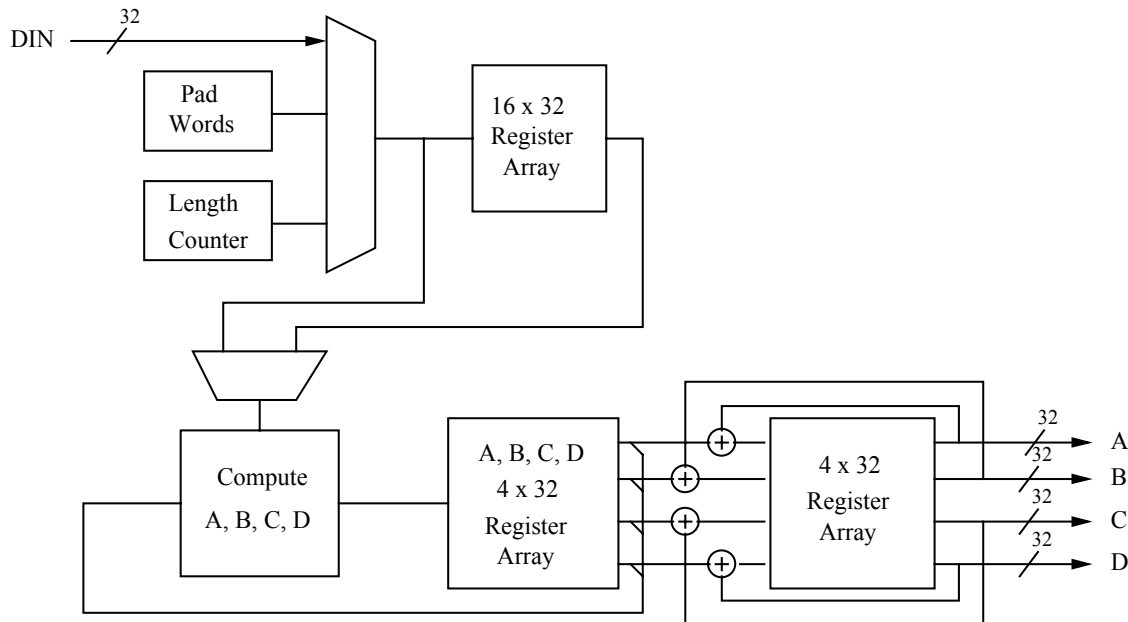 32
DIN
Pad
Words
16 x 32
Register
Array
Length
Counter
Compute
A, B, C, D
A, B, C, D
4 x 32
Register
Array
4 x 32
Register
Array
32
A
32
B
32
C
32
D